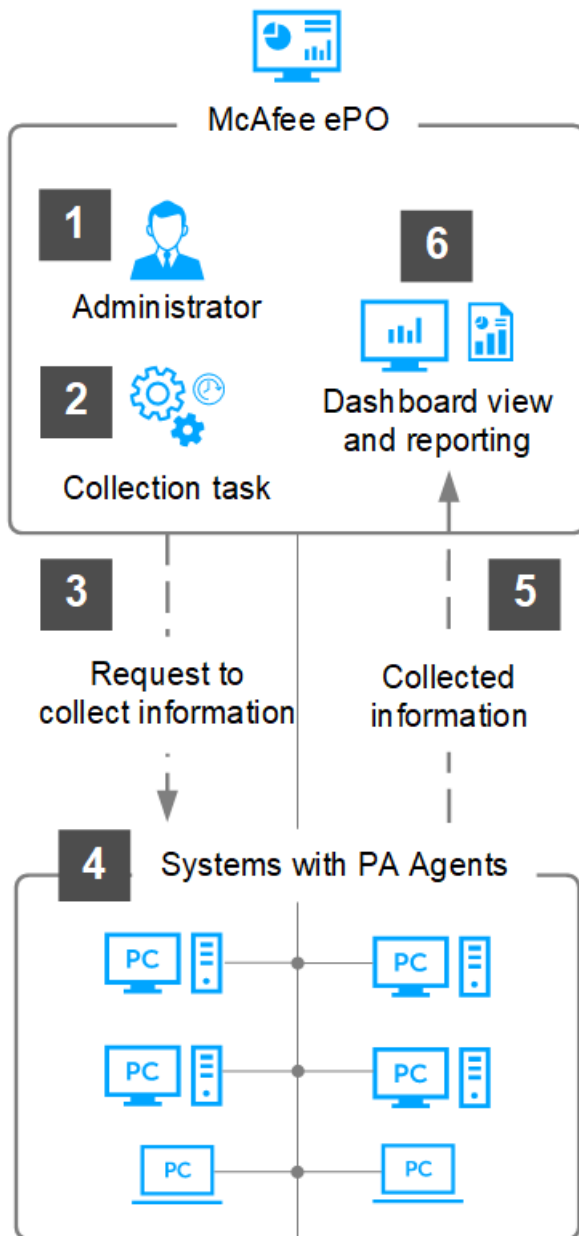 McAfee ePO
1
Administrator
2
Collection task
6
Dashboard view
and reporting
3
Request to
collect information
5
Collected
information
4
Systems with PA Agents
PC
PC
PC
PC
PC
PC